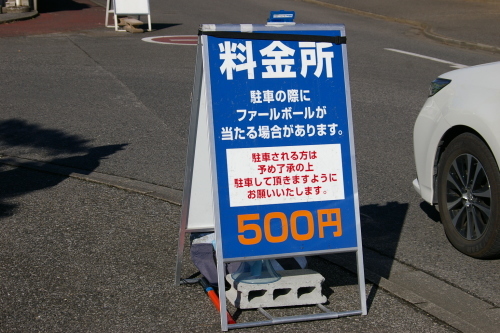 料金所
駐車の際に
ファールボールが
当たる場合があります。
駐車される方は
予め了承の上
駐車して頂きますように
お願いいたします。
500円